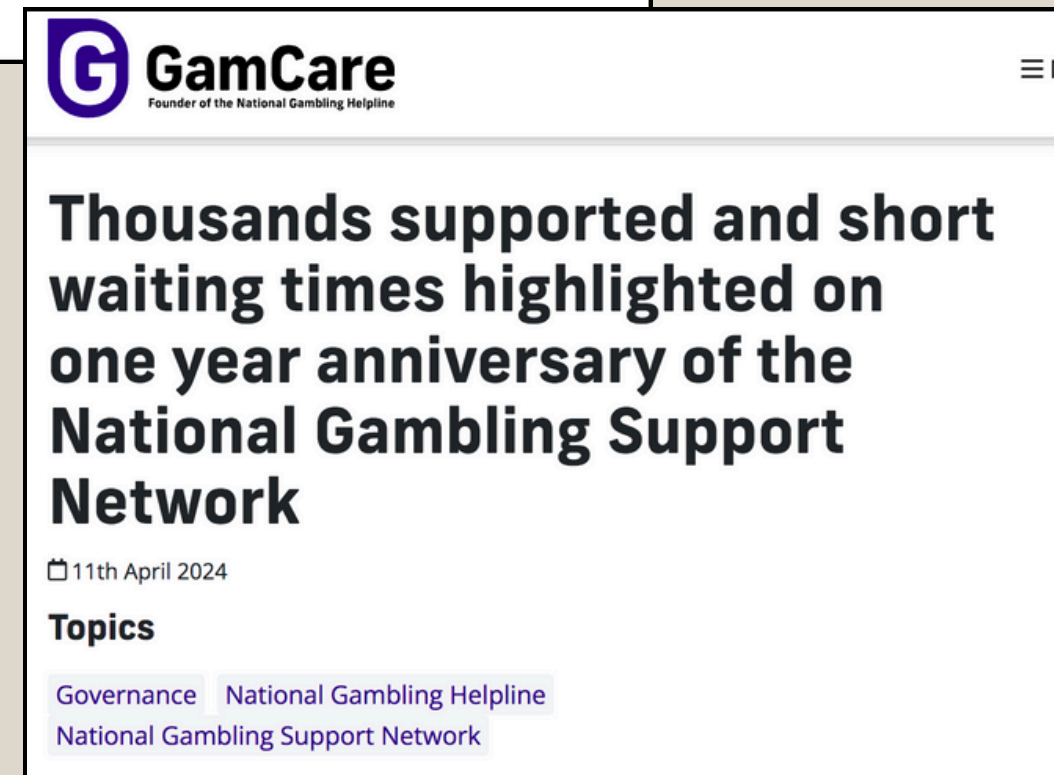 GamCare
Founder of the National Gambling Helpline
Thousands supported and short
waiting times highlighted on
one year anniversary of the
National Gambling Support
Network
11th April 2024
Topics
Governance National Gambling Helpline
National Gambling Support Network